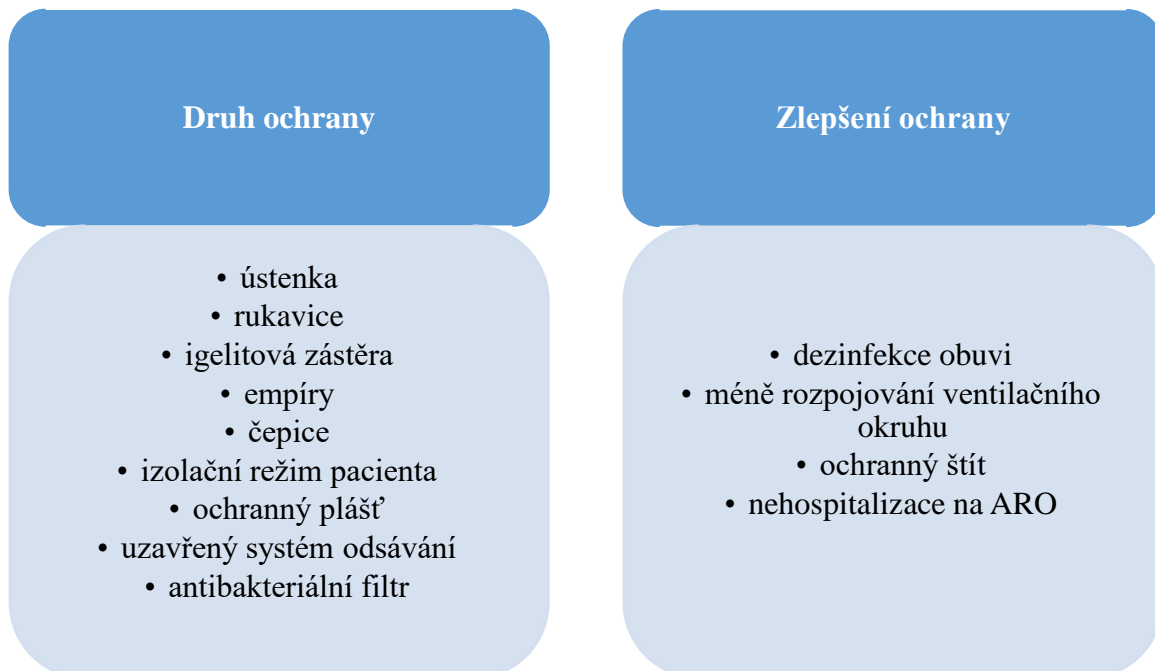 Druh ochrany
• ústenka
• rukavice
• igelitová zástěra
• empíry
• čepice
• izolační režim pacienta
• ochranný plášť
• uzavřený systém odsávání
• antibakteriální filtr
Zlepšení ochrany
• dezinfekce obuvi
• méně rozpojování ventilačního
okruhu
• ochranný štít
• nehospitalizace na ARO